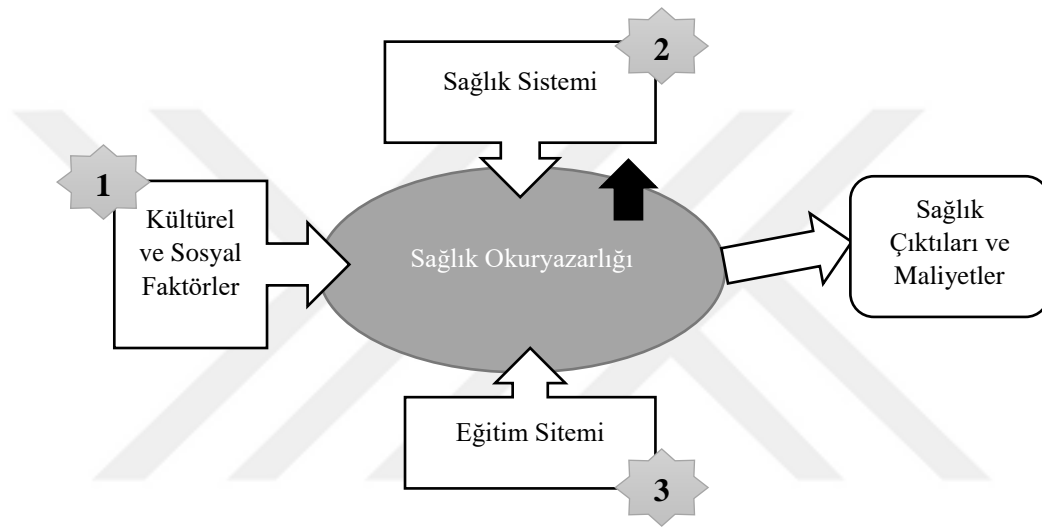 2
Sağlık Sistemi
1
Kültürel
ve Sosyal
Faktörler
Sağlık Okuryazarlığı
Sağlık
Çıktıları ve
Maliyetler
Eğitim Sitemi
3